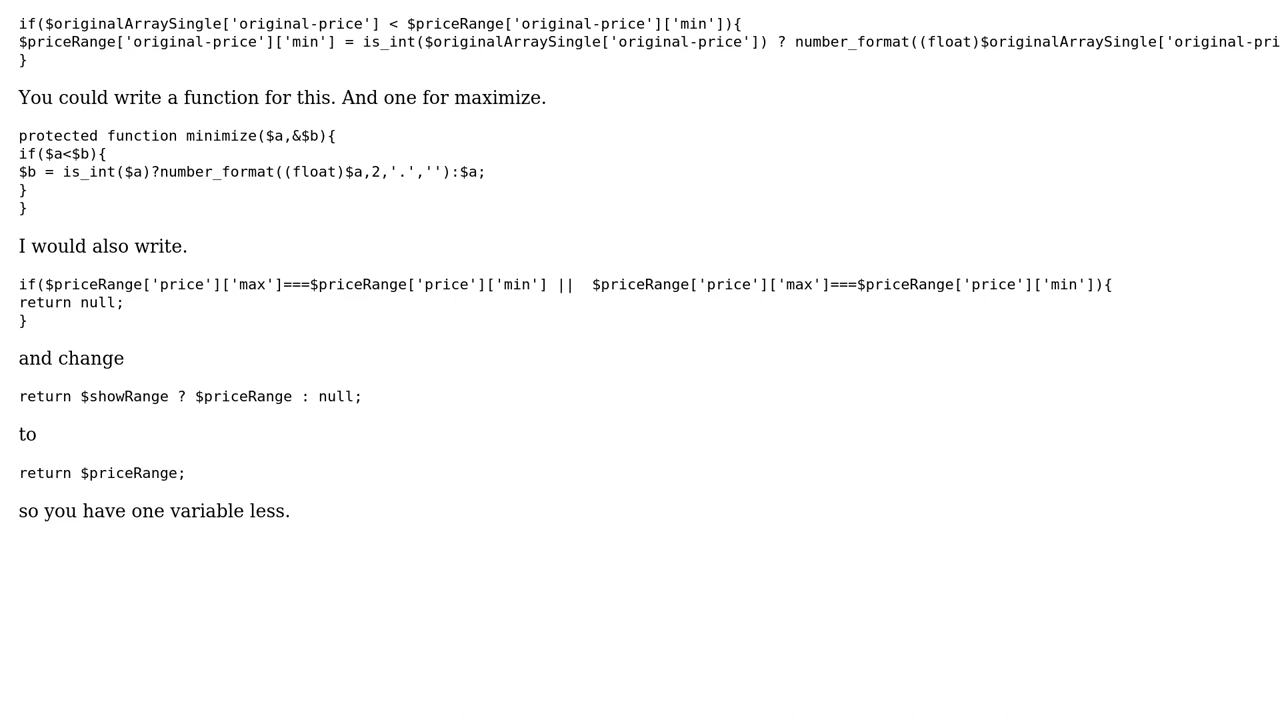 if($originalArraySingle['original-price'] < $priceRange['original-price']['min']){
$priceRange['original-price']['min'] = is_int($originalArraySingle['original-price']) ? number_format((float)$originalArraySingle['original-pri
}
You could write a function for this. And one for maximize.
protected function minimize($a,&$b){
if($a<$b){
$b = is_int($a)?number_format((float)$a,2,'.',''):$a;
}
}
I would also write.
if($priceRange['price']['max']===$priceRange['price']['min'] ||  $priceRange['price']['max']===$priceRange['price']['min']){
return null;
}
and change
return $showRange ? $priceRange : null;
to
return $priceRange;
so you have one variable less.